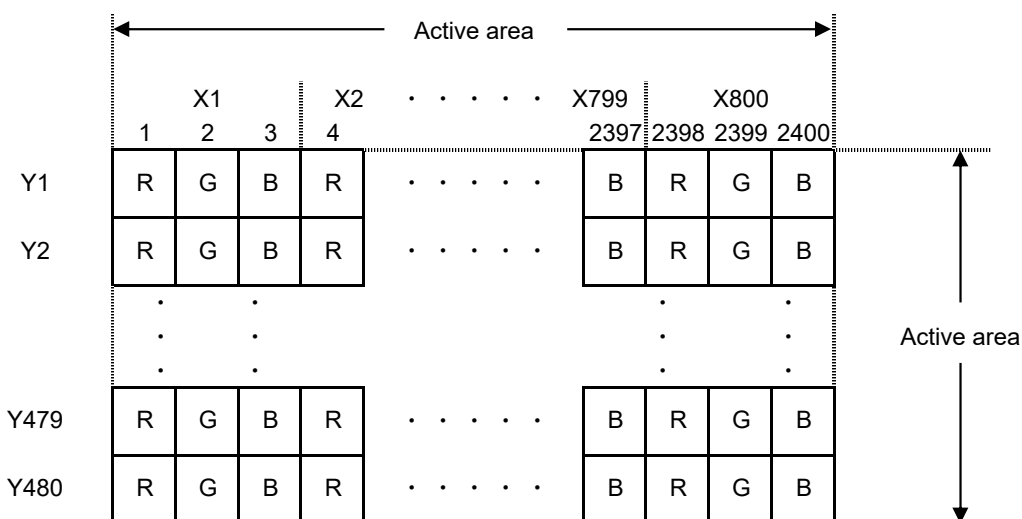 Active area
X1 X2 · · · · · X799 X800
1 2 3 4 2397 2398 2399 2400
Y1 R G B R · · · · · B R G B
Y2 R G B R · · · · · B R G B
· · · ·
· · · · Active area
· · · ·
Y479 R G B R · · · · · B R G B
Y480 R G B R · · · · · B R G B